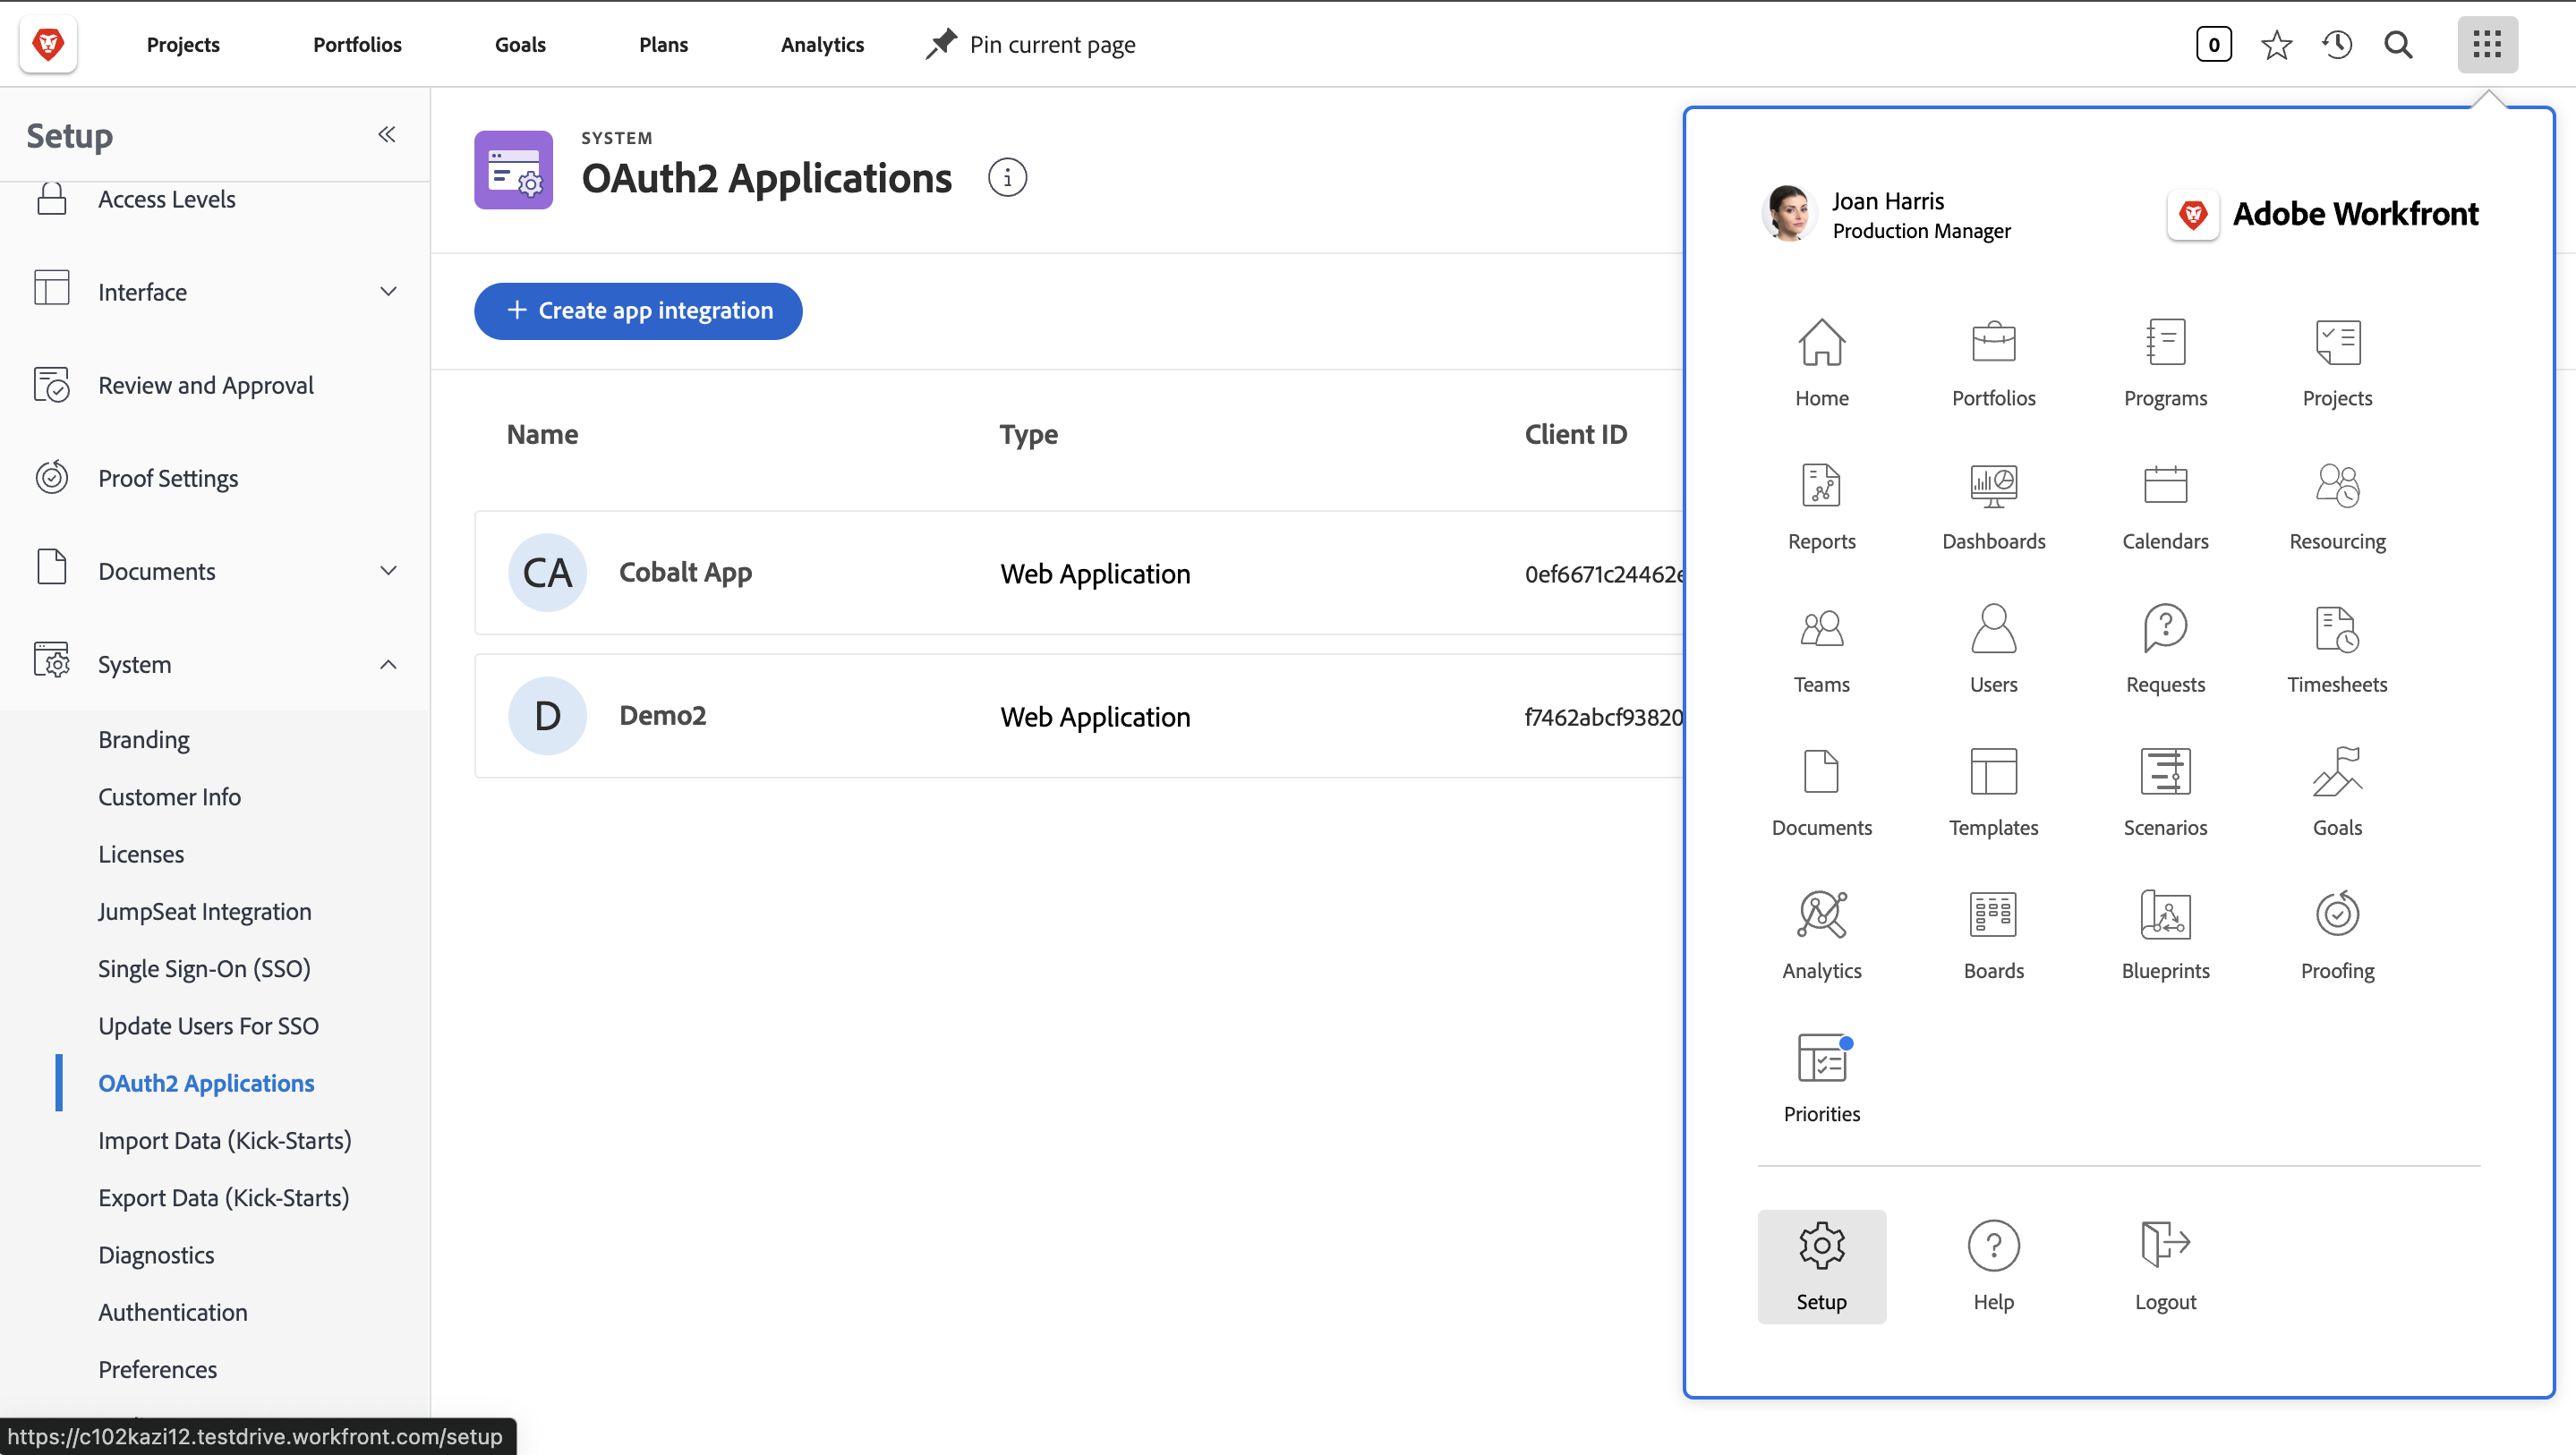 Projects
Portfolios
Goals
Plans
Analytics
Pin current page
0
Setup
Access Levels
Interface
Review and Approval
Proof Settings
Documents
System
Branding
Customer Info
Licenses
JumpSeat Integration
Single Sign-On (SSO)
Update Users For SSO
OAuth2 Applications
Import Data (Kick-Starts)
Export Data (Kick-Starts)
Diagnostics
Authentication
Preferences
https://c102kazi12.testdrive.workfront.com/setup
SYSTEM
OAuth2 Applications
Create app integration
Name Type Client ID
CA Cobalt App Web Application 0ef6671c24462e
D Demo2 Web Application f7462abcf93820
Joan Harris
Production Manager
Adobe Workfront
Home Portfolios Programs Projects
Reports Dashboards Calendars Resourcing
Teams Users Requests Timesheets
Documents Templates Scenarios Goals
Analytics Boards Blueprints Proofing
Priorities
Setup Help Logout